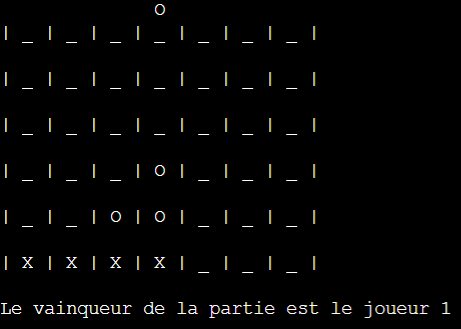 O
| _ | _ | _ | _ | _ | _ | _ |
| _ | _ | _ | _ | _ | _ | _ |
| _ | _ | _ | _ | _ | _ | _ |
| _ | _ | _ | O | _ | _ | _ |
| _ | _ | O | O | _ | _ | _ |
| X | X | X | X | _ | _ | _ |
Le vainqueur de la partie est le joueur 1